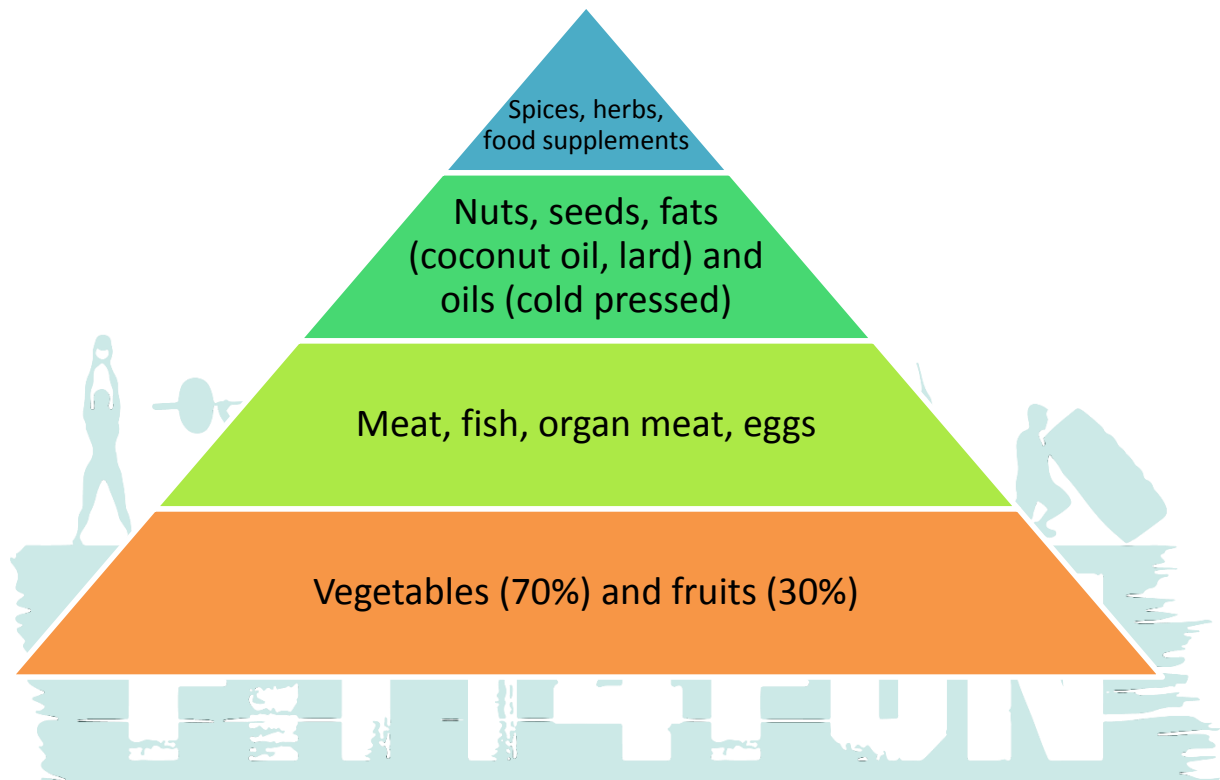 Spices, herbs,
food supplements
Nuts, seeds, fats
(coconut oil, lard) and
oils (cold pressed)
Meat, fish, organ meat, eggs
Vegetables (70%) and fruits (30%)